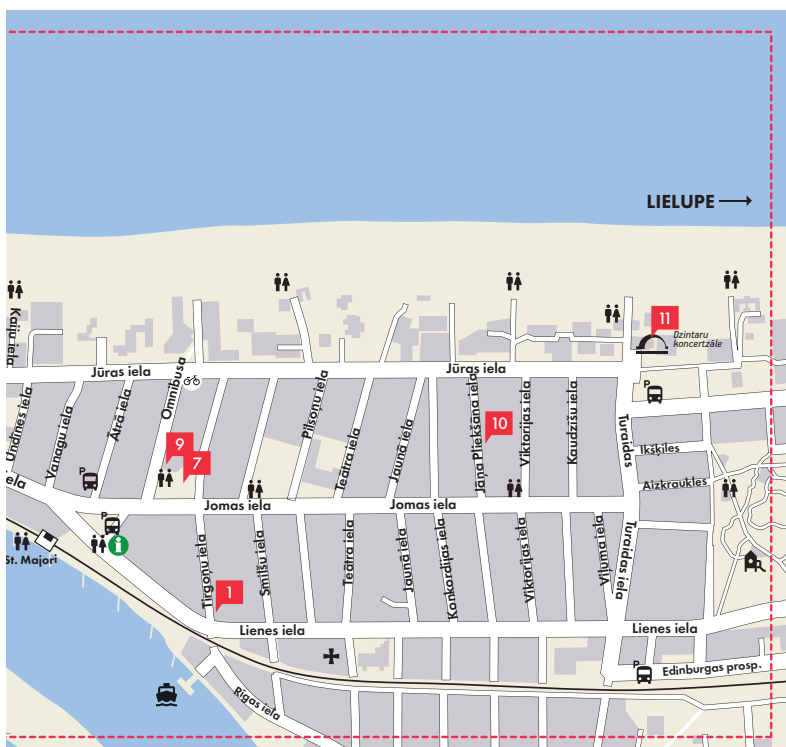 LIELUPE
11
Dzintaru
koncertzāle
Kaiju iela
Jūras iela
Jūras iela
P
Undīnes iela
Vanagu iela
Ātrā iela
Omnibusa
Pilsoņu iela
Teātra iela
Jaunā iela
Jāņa Pliekšāna iela
Viktorijas iela
Kaudzīšu iela
Turaidas
10
9
7
Ikšķiles
P
iela
Aizkraukles
Jomas iela
Jomas iela
P
i
St. Majori
Tirgoņu iela
Smilšu iela
Teātra iela
Jaunā iela
Konkordijas iela
Viktorijas iela
Viļuma iela
Turaidas iela
1
Lienes iela
Lienes iela
P
Edinburgas prosp.
Rīgas iela